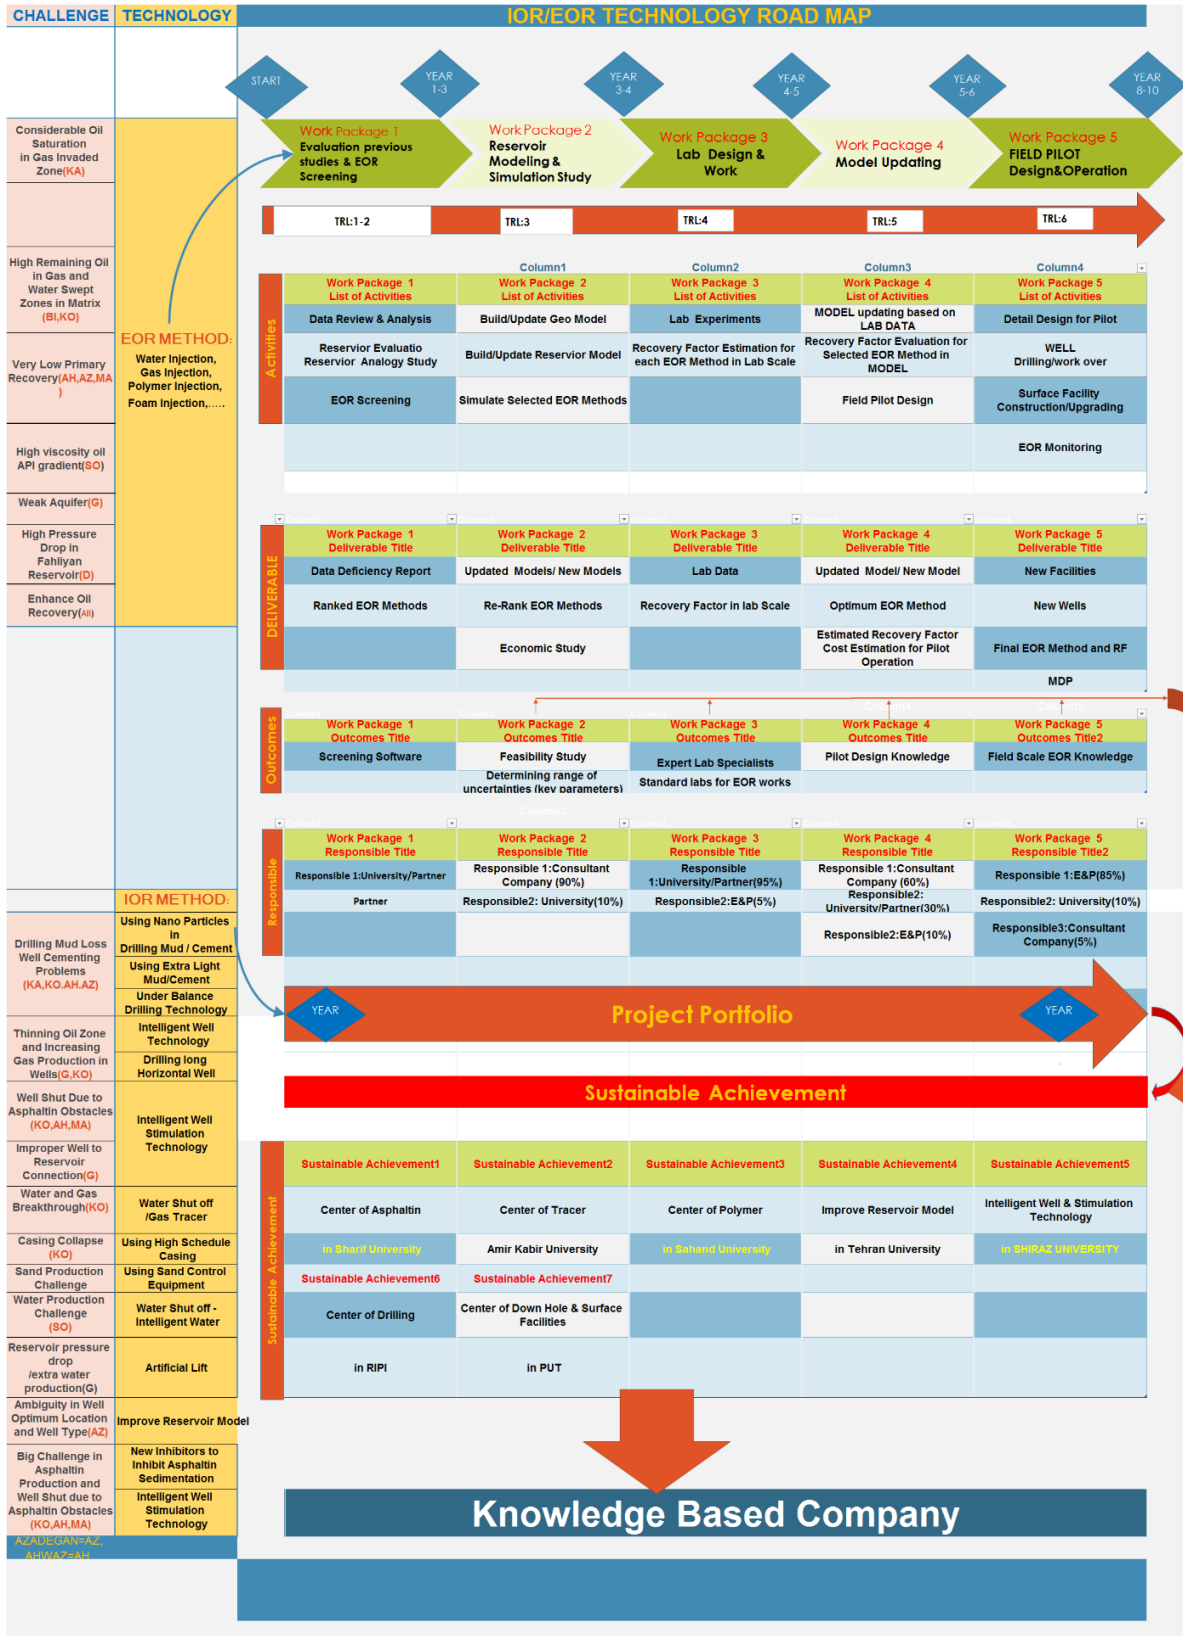 CHALLENGE
TECHNOLOGY
IOR/EOR TECHNOLOGY ROAD MAP
START
YEAR
1-3
YEAR
3-4
YEAR
4-5
YEAR
5-6
YEAR
8-10
Work Package 1
Evaluation previous
studies & EOR
Screening
Work Package 2
Reservoir
Modeling &
Simulation Study
Work Package 3
Lab Design &
Work
Work Package 4
Model Updating
Work Package 5
FIELD PILOT
Design&OPeration
TRL:1-2
TRL:3
TRL:4
TRL:5
TRL:6
Considerable Oil
Saturation
in Gas Invaded
Zone(KA)
High Remaining Oil
in Gas and
Water Swept
Zones in Matrix
(BI,KO)
Very Low Primary
Recovery(AH,AZ,MA
)
High viscosity oil
API gradient(SO)
Weak Aquifer(G)
High Pressure
Drop in
Fahliyan
Reservoir(D)
Enhance Oil
Recovery(All)
EOR METHOD:
Water Injection,
Gas Injection,
Polymer Injection,
Foam Injection,.....
Column1
Column2
Column3
Column4
Activities
Work Package 1
List of Activities
Work Package 2
List of Activities
Work Package 3
List of Activities
Work Package 4
List of Activities
Work Package 5
List of Activities
Data Review & Analysis
Build/Update Geo Model
Lab Experiments
MODEL updating based on
LAB DATA
Detail Design for Pilot
Reservior Evaluatio
Reservior Analogy Study
Build/Update Reservior Model
Recovery Factor Estimation for
each EOR Method in Lab Scale
Recovery Factor Evaluation for
Selected EOR Method in
MODEL
WELL
Drilling/work over
EOR Screening
Simulate Selected EOR Methods
Field Pilot Design
Surface Facility
Construction/Upgrading
EOR Monitoring
DELIVERABLE
Work Package 1
Deliverable Title
Work Package 2
Deliverable Title
Work Package 3
Deliverable Title
Work Package 4
Deliverable Title
Work Package 5
Deliverable Title
Data Deficiency Report
Updated Models/ New Models
Lab Data
Updated Model/ New Model
New Facilities
Ranked EOR Methods
Re-Rank EOR Methods
Recovery Factor in lab Scale
Optimum EOR Method
New Wells
Economic Study
Estimated Recovery Factor
Cost Estimation for Pilot
Operation
Final EOR Method and RF
MDP
Column4
Column5
Outcomes
Work Package 1
Outcomes Title
Work Package 2
Outcomes Title
Work Package 3
Outcomes Title
Work Package 4
Outcomes Title
Work Package 5
Outcomes Title2
Screening Software
Feasibility Study
Expert Lab Specialists
Pilot Design Knowledge
Field Scale EOR Knowledge
Determining range of
uncertainties (key parameters)
Standard labs for EOR works
Column2
Responsible
Work Package 1
Responsible Title
Work Package 2
Responsible Title
Work Package 3
Responsible Title
Work Package 4
Responsible Title
Work Package 5
Responsible Title2
Responsible 1:University/Partner
Responsible 1:Consultant
Company (90%)
Responsible
1:University/Partner(95%)
Responsible 1:Consultant
Company (60%)
Responsible 1:E&P(85%)
Partner
Responsible2: University(10%)
Responsible2:E&P(5%)
Responsible2:
University/Partner(30%)
Responsible2: University(10%)
Responsible2:E&P(10%)
Responsible3:Consultant
Company(5%)
IOR METHOD:
Drilling Mud Loss
Well Cementing
Problems
(KA,KO.AH.AZ)
Using Nano Particles
in
Drilling Mud / Cement
Using Extra Light
Mud/Cement
Under Balance
Drilling Technology
YEAR
Project Portfolio
YEAR
Thinning Oil Zone
and Increasing
Gas Production in
Wells(G,KO)
Intelligent Well
Technology
Drilling long
Horizontal Well
Sustainable Achievement
Well Shut Due to
Asphaltin Obstacles
(KO,AH,MA)
Improper Well to
Reservoir
Connection(G)
Intelligent Well
Stimulation
Technology
Water and Gas
Breakthrough(KO)
Water Shut off
/Gas Tracer
Casing Collapse
(KO)
Using High Schedule
Casing
Sand Production
Challenge
Using Sand Control
Equipment
Water Production
Challenge
(SO)
Water Shut off -
Intelligent Water
Reservoir pressure
drop
/extra water
production(G)
Artificial Lift
Ambiguity in Well
Optimum Location
and Well Type(AZ)
Improve Reservoir Model
Big Challenge in
Asphaltin
Production and
Well Shut due to
Asphaltin Obstacles
(KO,AH,MA)
New Inhibitors to
Inhibit Asphaltin
Sedimentation
Intelligent Well
Stimulation
Technology
AZADEGAN=AZ,
AHWAZ=AH
Sustainable Achievement
Sustainable Achievement1
Sustainable Achievement2
Sustainable Achievement3
Sustainable Achievement4
Sustainable Achievement5
Center of Asphaltin
Center of Tracer
Center of Polymer
Improve Reservoir Model
Intelligent Well & Stimulation
Technology
in Sharif University
Amir Kabir University
in Sahand University
in Tehran University
in SHIRAZ UNIVERSITY
Sustainable Achievement6
Sustainable Achievement7
Center of Drilling
Center of Down Hole & Surface
Facilities
in RIPI
in PUT
Knowledge Based Company